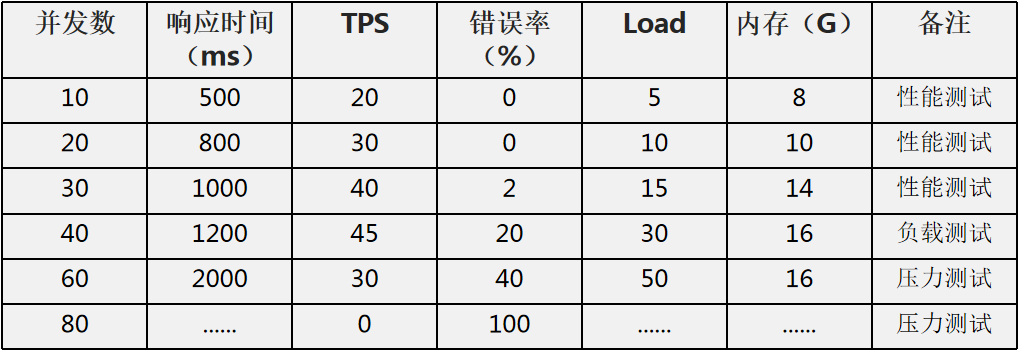 并发数 响应时间（ms） TPS 错误率（%） Load 内存（G） 备注
10 500 20 0 5 8 性能测试
20 800 30 0 10 10 性能测试
30 1000 40 2 15 14 性能测试
40 1200 45 20 30 16 负载测试
60 2000 30 40 50 16 压力测试
80 ...... 0 100 ...... ...... 压力测试